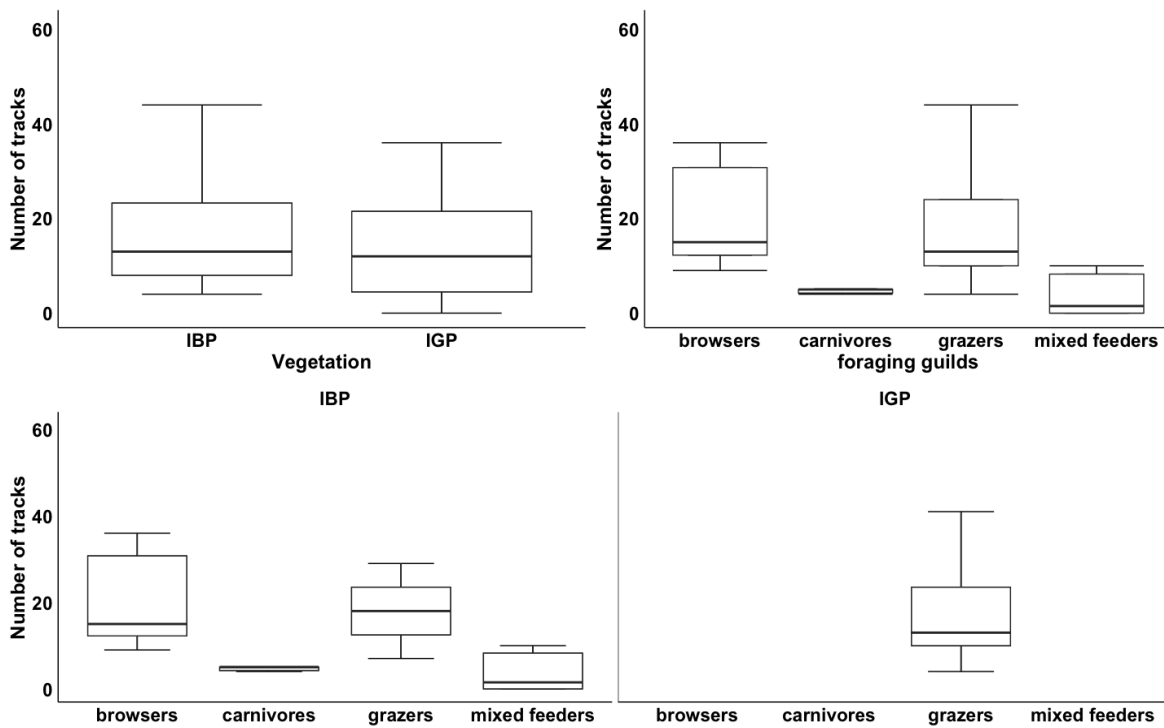 60
40
20
0
Number of tracks
IBP IGP
Vegetation
60
40
20
0
Number of tracks
browsers carnivores grazers mixed feeders
foraging guilds
IBP
60
40
20
0
Number of tracks
browsers carnivores grazers mixed feeders
IGP
browsers carnivores grazers mixed feeders